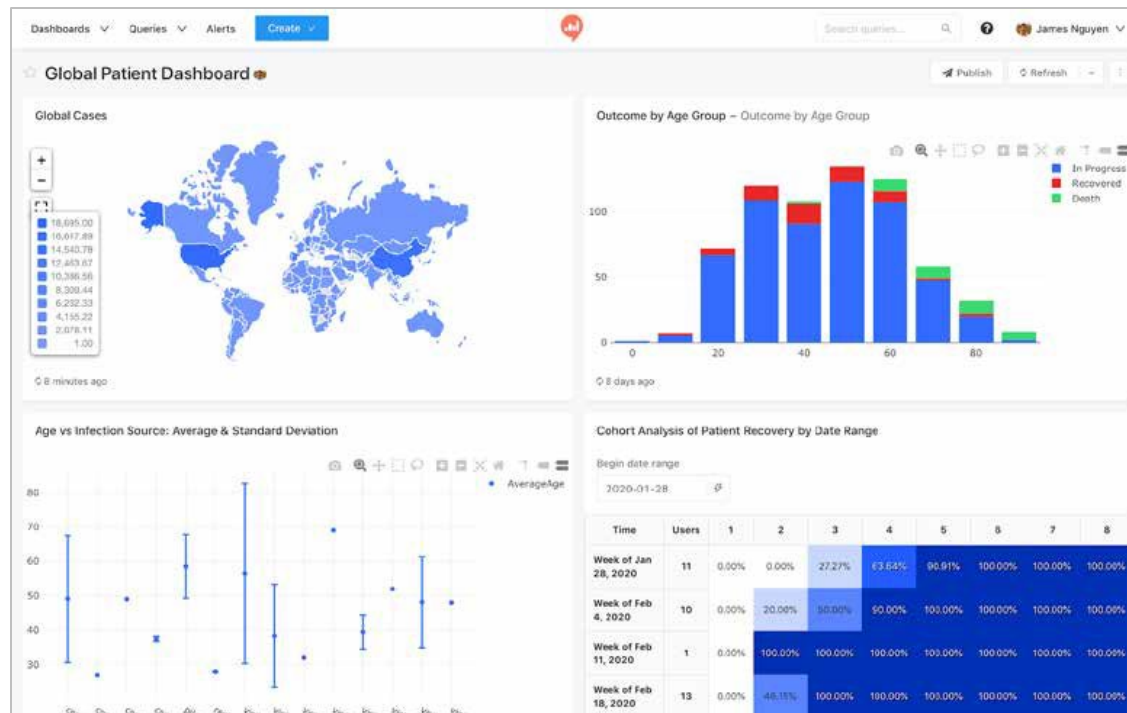 Dashboards
Queries
Alerts
Create
Search queries...
James Nguyen
Global Patient Dashboard
Publish
Refresh
Global Cases
+
−
18,695.00
16,617.89
14,540.78
12,463.67
10,386.56
8,309.44
6,232.33
4,155.22
2,078.11
1.00
8 minutes ago
Outcome by Age Group – Outcome by Age Group
In Progress
Recovered
Death
100
50
0
0 20 40 60 80
8 days ago
Age vs Infection Source: Average & Standard Deviation
AverageAge
80
70
60
50
40
30
Cohort Analysis of Patient Recovery by Date Range
Begin date range
2020-01-28
Time Users 1 2 3 4 5 6 7 8
Week of Jan 28, 2020 11 0.00% 0.00% 27.27% 63.64% 90.91% 100.00% 100.00% 100.00%
Week of Feb 4, 2020 10 0.00% 20.00% 50.00% 90.00% 100.00% 100.00% 100.00% 100.00%
Week of Feb 11, 2020 1 0.00% 100.00% 100.00% 100.00% 100.00% 100.00% 100.00% 100.00%
Week of Feb 18, 2020 13 0.00% 46.15% 100.00% 100.00% 100.00% 100.00% 100.00% 100.00%